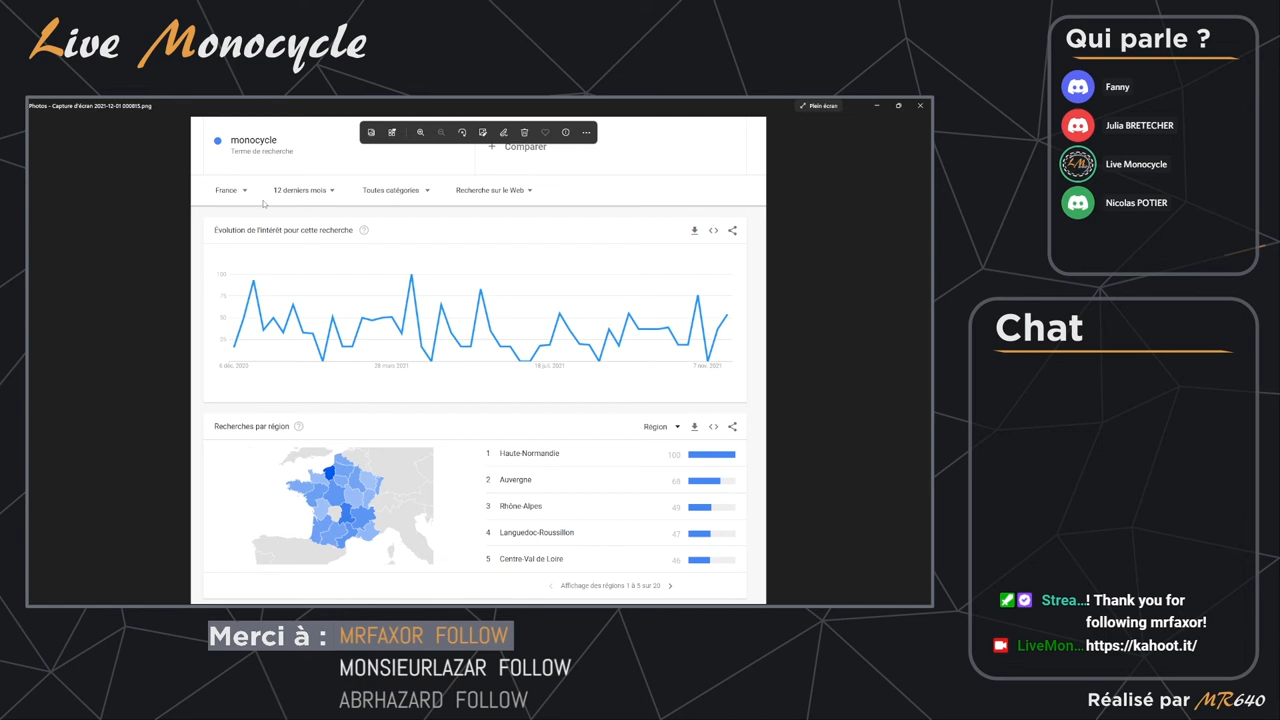 Live Monocycle
Photos - Capture d'écran 2021-12-01 000815.png
Plein écran
monocycle
Terme de recherche
+ Comparer
France
12 derniers mois
Toutes catégories
Recherche sur le Web
Évolution de l'intérêt pour cette recherche
100
75
50
25
6 déc. 2020
28 mars 2021
18 juil. 2021
7 nov. 2021
Recherches par région
Région
1 Haute-Normandie 100
2 Auvergne 68
3 Rhône-Alpes 49
4 Languedoc-Roussillon 47
5 Centre-Val de Loire 46
Affichage des régions 1 à 5 sur 20
Merci à : MRFAXOR FOLLOW
MONSIEURLAZAR FOLLOW
ABRHAZARD FOLLOW
Qui parle ?
Fanny
Julia BRETECHER
Live Monocycle
Nicolas POTIER
Chat
Strea...! Thank you for
following mrfaxor!
LiveMon... https://kahoot.it/
Réalisé par MR640